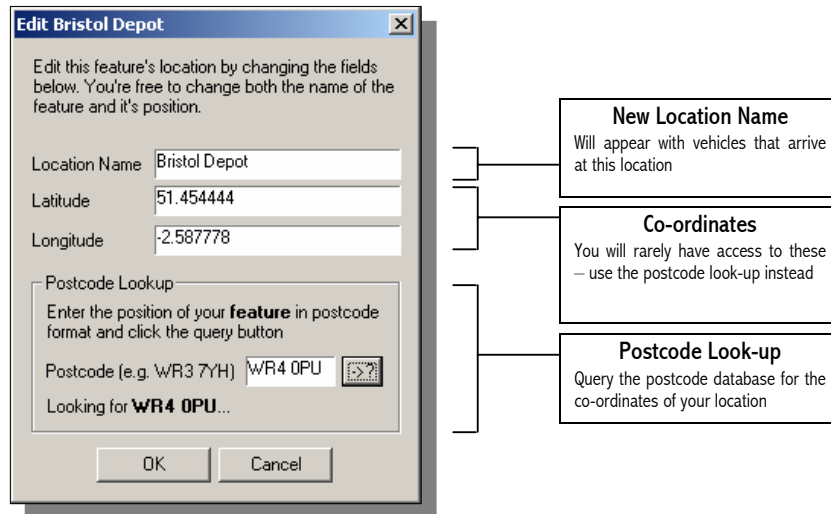 Edit Bristol Depot
Edit this feature's location by changing the fields
below. You're free to change both the name of the
feature and it's position.
Location Name Bristol Depot
Latitude 51.454444
Longitude -2.587778
Postcode Lookup
Enter the position of your feature in postcode
format and click the query button
Postcode (e.g. WR3 7YH) WR4 0PU ->?
Looking for WR4 0PU...
OK Cancel
New Location Name
Will appear with vehicles that arrive
at this location
Co-ordinates
You will rarely have access to these
– use the postcode look-up instead
Postcode Look-up
Query the postcode database for the
co-ordinates of your location